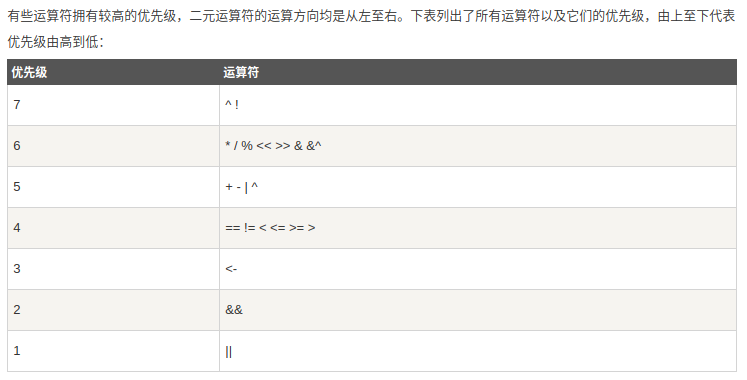 有些运算符拥有较高的优先级，二元运算符的运算方向均是从左至右。下表列出了所有运算符以及它们的优先级，由上至下代表
优先级由高到低：
优先级 运算符
7 ^ !
6 * / % << >> & &^
5 + - | ^
4 == != < <= >= >
3 <-
2 &&
1 ||